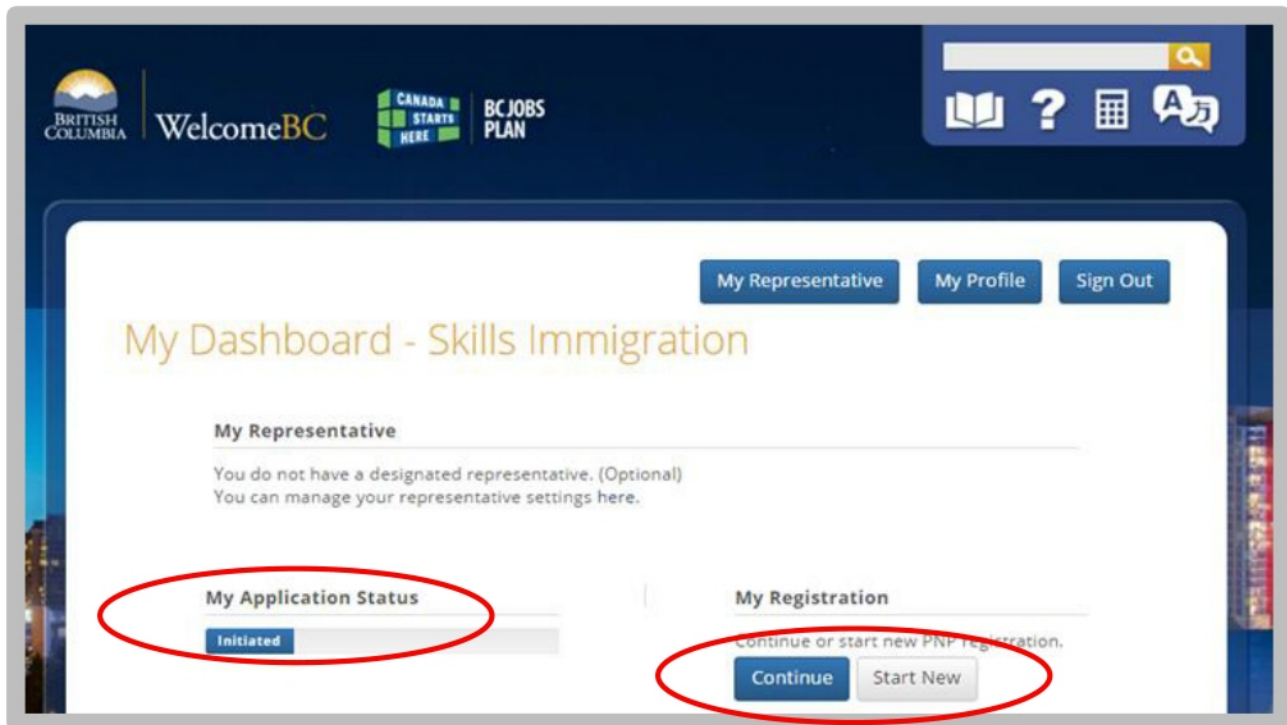 BRITISH
COLUMBIA
WelcomeBC
CANADA
STARTS
HERE
BC JOBS
PLAN
?
A
My Representative
My Profile
Sign Out
My Dashboard - Skills Immigration
My Representative
You do not have a designated representative. (Optional)
You can manage your representative settings here.
My Application Status
Initiated
My Registration
Continue or start new PNP registration.
Continue
Start New